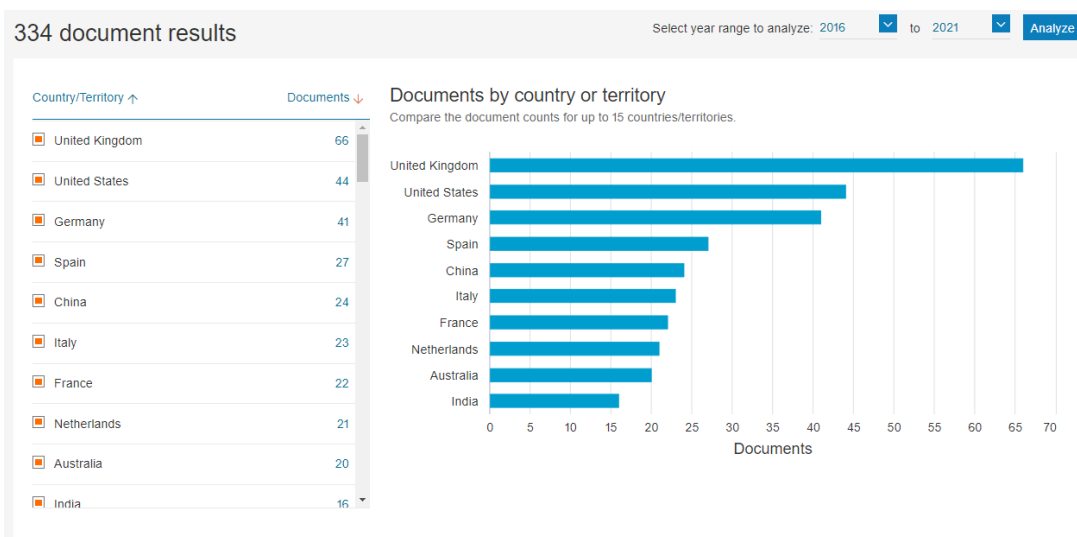 334 document results
Select year range to analyze: 2016 to 2021 Analyze
Country/Territory Documents
United Kingdom 66
United States 44
Germany 41
Spain 27
China 24
Italy 23
France 22
Netherlands 21
Australia 20
India 16
Documents by country or territory
Compare the document counts for up to 15 countries/territories.
United Kingdom
United States
Germany
Spain
China
Italy
France
Netherlands
Australia
India
0 5 10 15 20 25 30 35 40 45 50 55 60 65 70
Documents